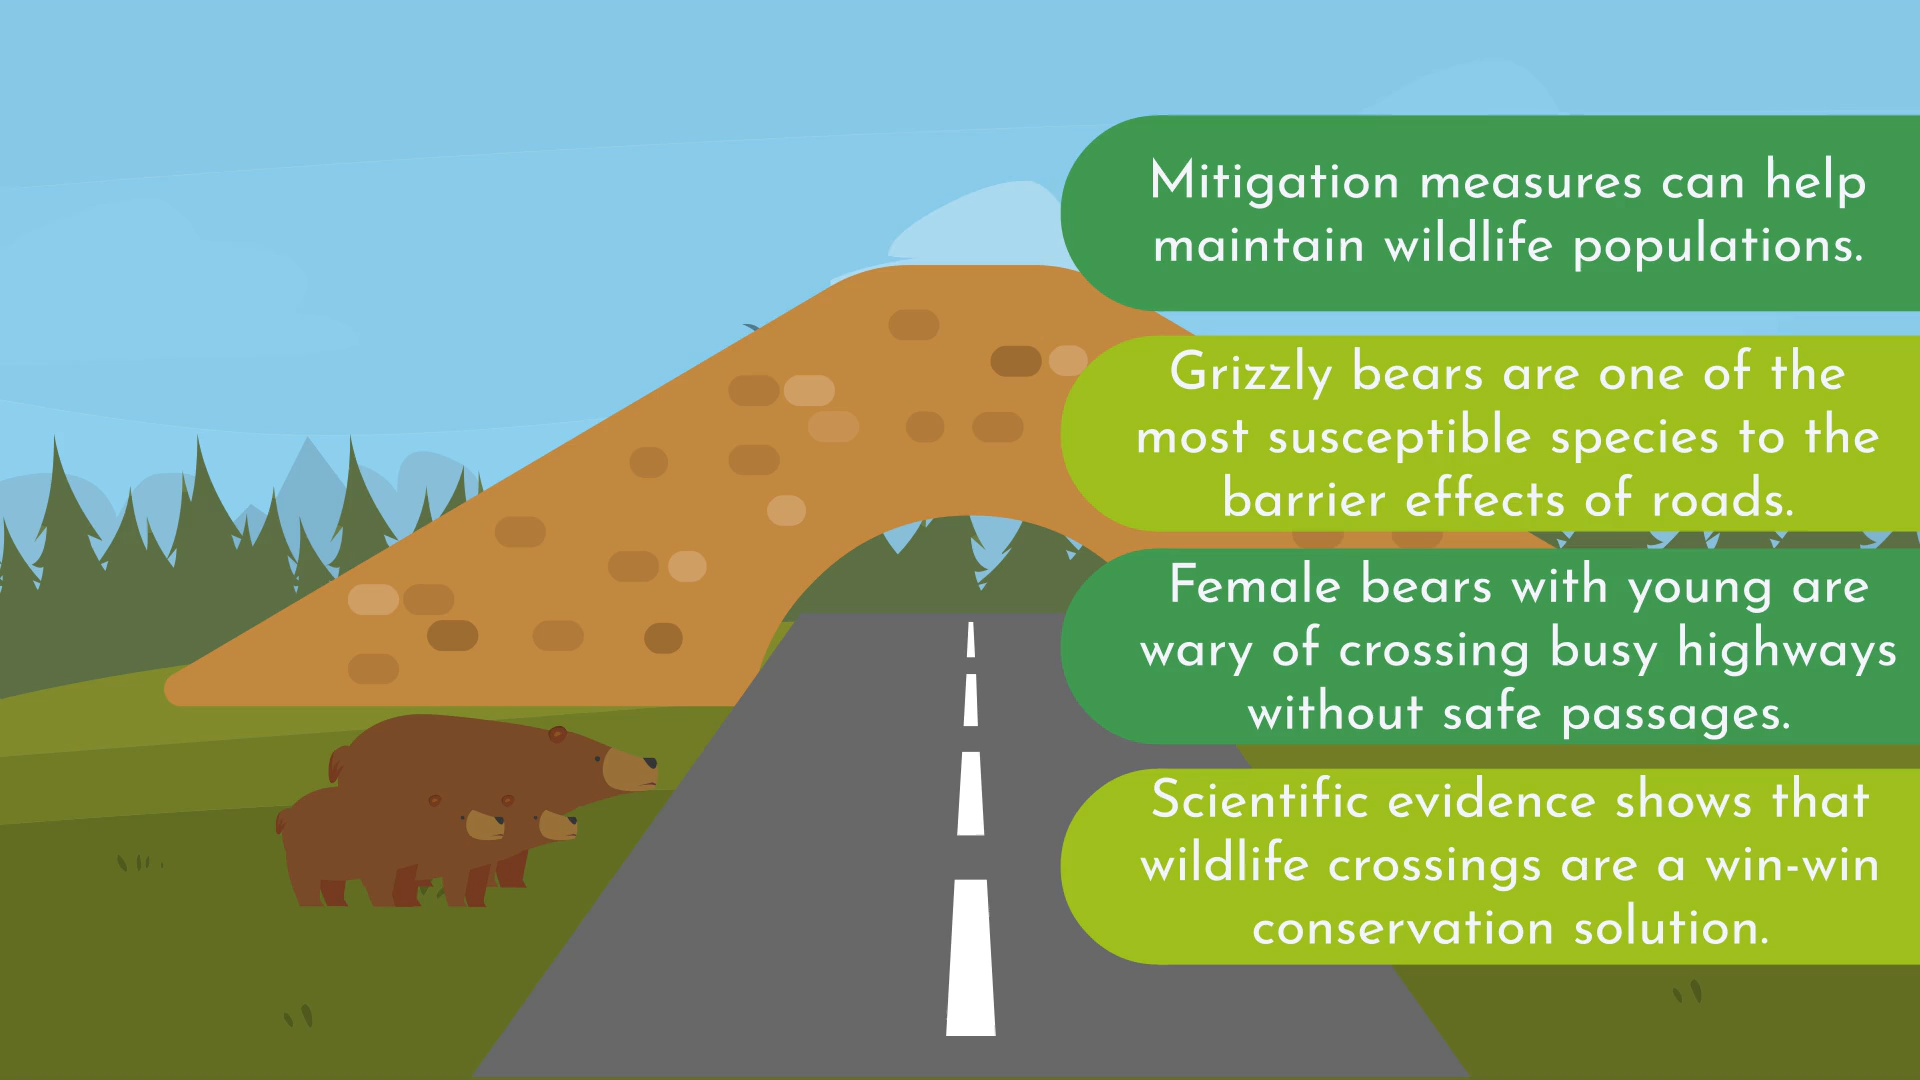 Mitigation measures can help
maintain wildlife populations.
Grizzly bears are one of the
most susceptible species to the
barrier effects of roads.
Female bears with young are
wary of crossing busy highways
without safe passages.
Scientific evidence shows that
wildlife crossings are a win-win
conservation solution.